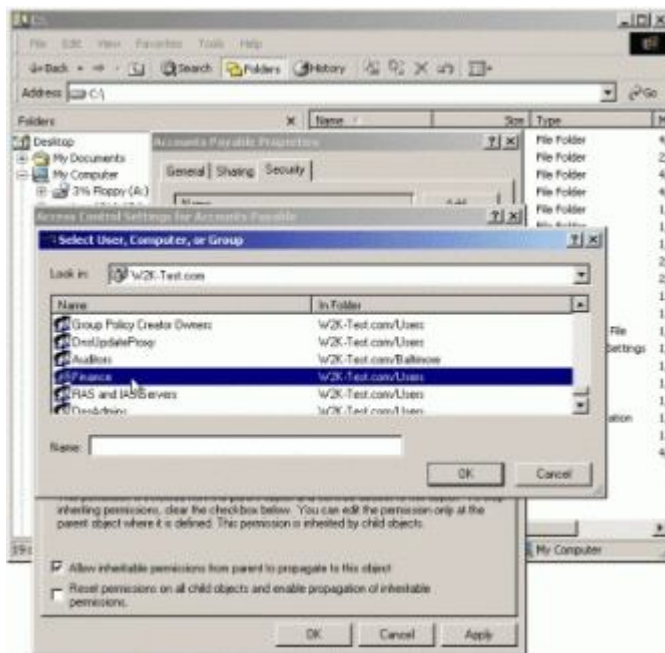 C:\
File Edit View Favorites Tools Help
Back Search Folders History
Address C:\ Go
Folders Name Size Type
Desktop
My Documents
My Computer
3½ Floppy (A:)
Accounts Payable Properties
General Sharing Security
Name Add
File Folder
File Folder
File Folder
File Folder
File Folder
Access Control Settings for Accounts Payable
Select User, Computer, or Group
Look in: W2K-Test.com
Name In Folder
Group Policy Creator Owners W2K-Test.com/Users
DnsUpdateProxy W2K-Test.com/Users
Auditors W2K-Test.com/Baltimore
Finance W2K-Test.com/Users
RAS and IAS Servers W2K-Test.com/Users
DnsAdmins W2K-Test.com/Users
File
Settings
Name:
OK Cancel
inheriting permissions, clear the checkbox below. You can edit the permission only at the
parent object where it is defined. This permission is inherited by child objects.
My Computer
Allow inheritable permissions from parent to propagate to this object
Reset permissions on all child objects and enable propagation of inheritable
permissions.
OK Cancel Apply